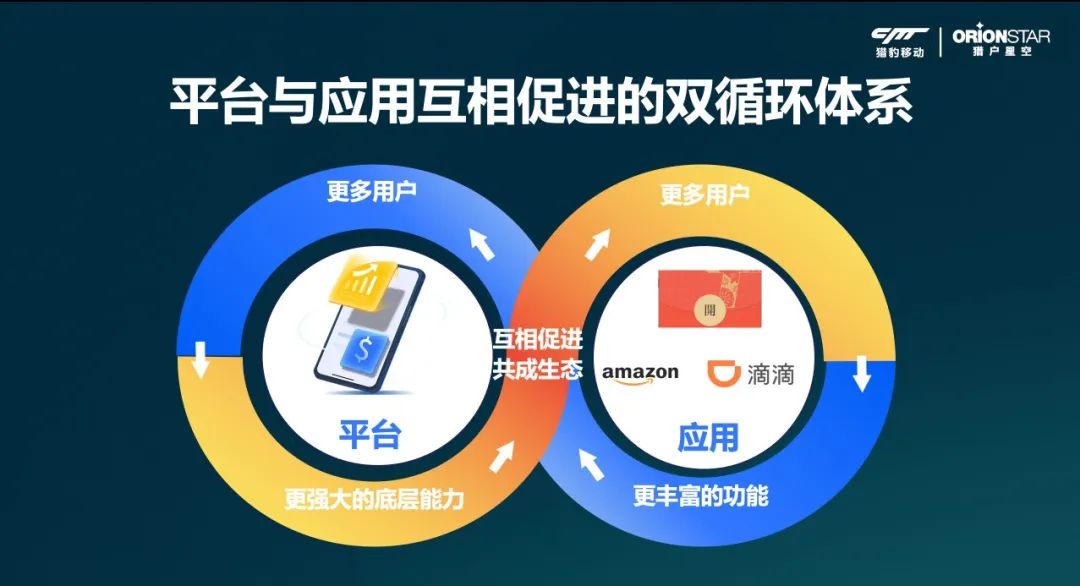 CMT
猎豹移动
ORIONSTAR
猎户星空
平台与应用互相促进的双循环体系
更多用户
更多用户
開
$
互相促进
共成生态
amazon
滴滴
平台
应用
更强大的底层能力
更丰富的功能